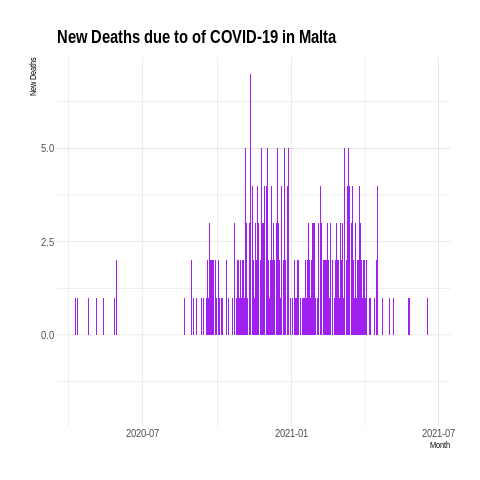 New Deaths due to of COVID-19 in Malta
New Deaths
5.0
2.5
0.0
2020-07
2021-01
2021-07
Month